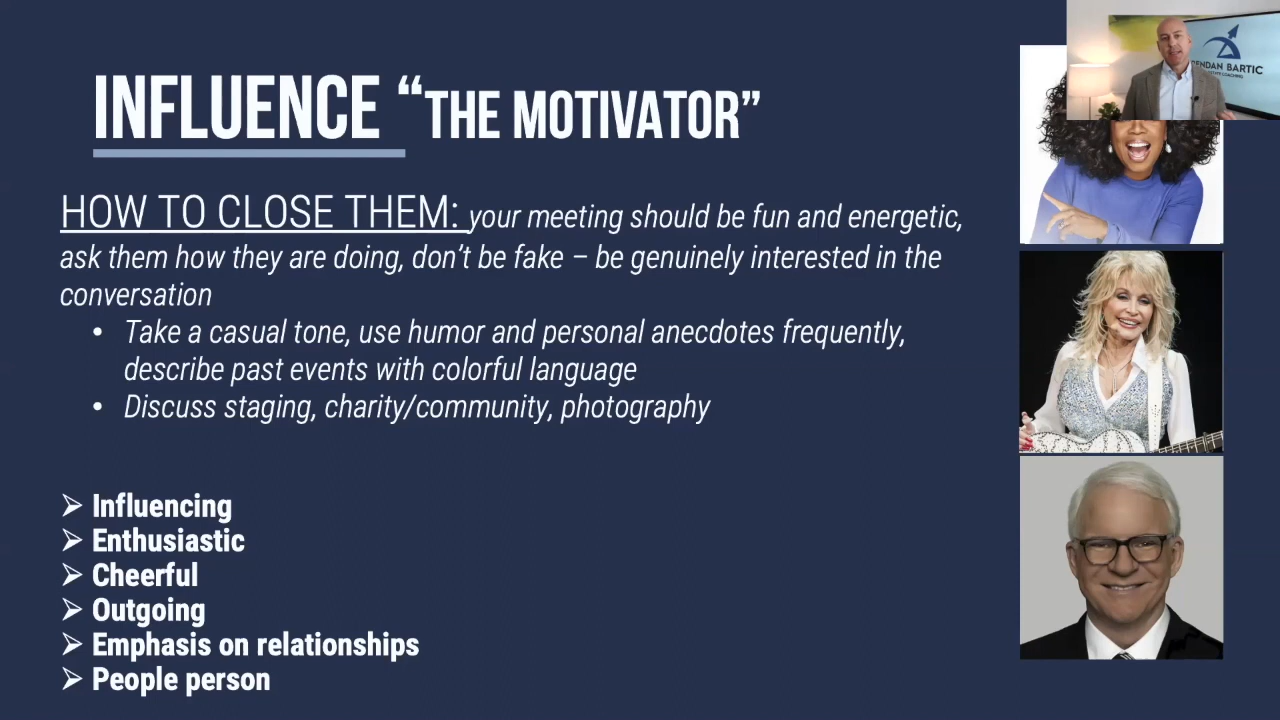 INFLUENCE “THE MOTIVATOR”
HOW TO CLOSE THEM: your meeting should be fun and energetic,
ask them how they are doing, don’t be fake – be genuinely interested in the
conversation
• Take a casual tone, use humor and personal anecdotes frequently,
describe past events with colorful language
• Discuss staging, charity/community, photography
➢ Influencing
➢ Enthusiastic
➢ Cheerful
➢ Outgoing
➢ Emphasis on relationships
➢ People person
BARTIC